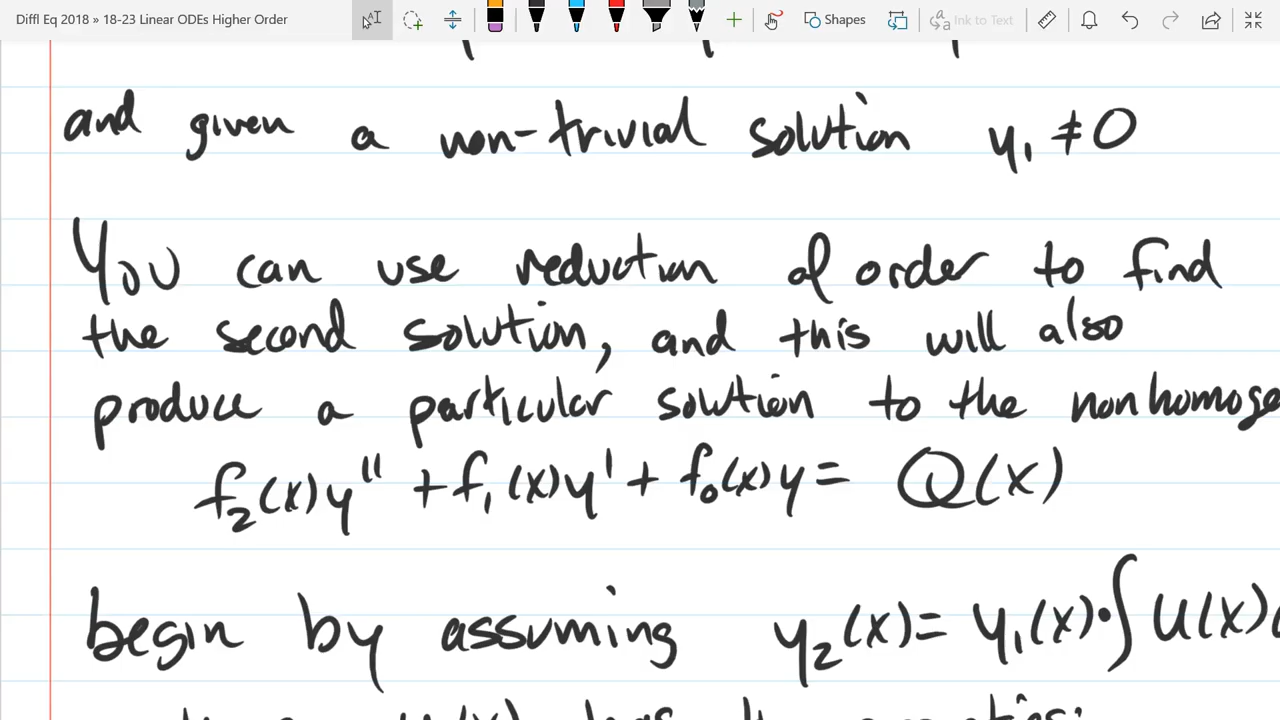 Diffl Eq 2018 » 18-23 Linear ODEs Higher Order
Shapes
Ink to Text
and given a non-trivial solution y₁ ≠ 0
You can use reduction of order to find
the second solution, and this will also
produce a particular solution to the nonhomoge
f₂(x)y'' + f₁(x)y' + f₀(x)y = Q(x)
begin by assuming y₂(x) = y₁(x)·∫u(x)